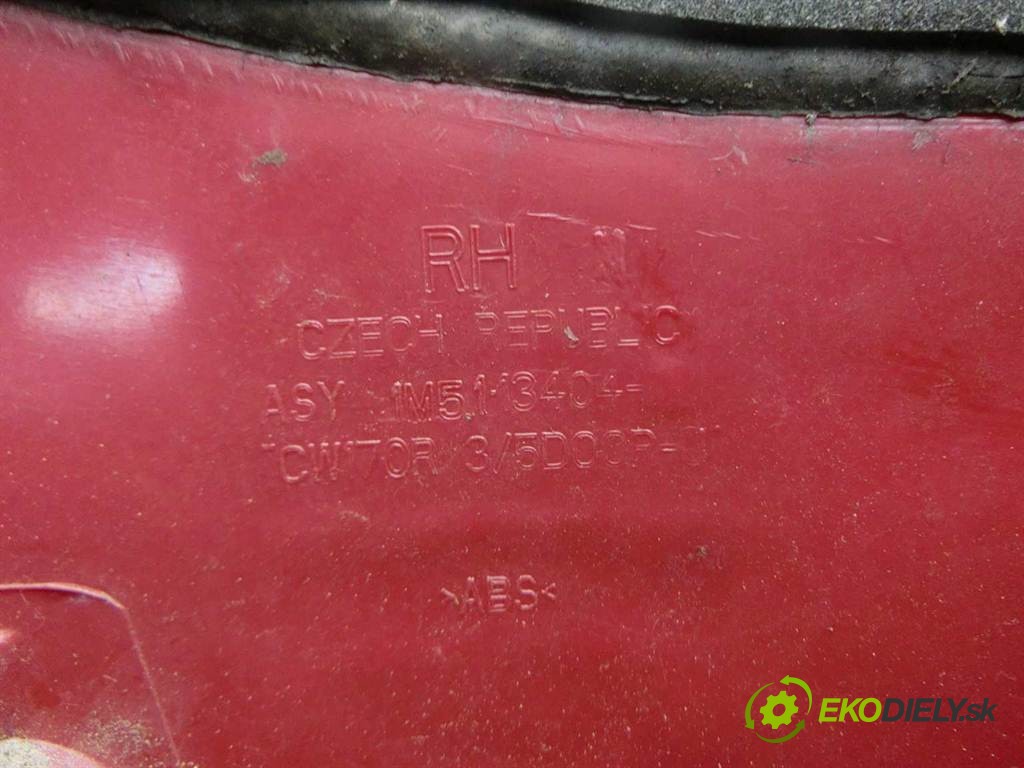 RH
CZECH REPUBLIC
ASY 1M51-13404-
CW170R 3/5DOOR
>ABS<
EKODIELY.sk